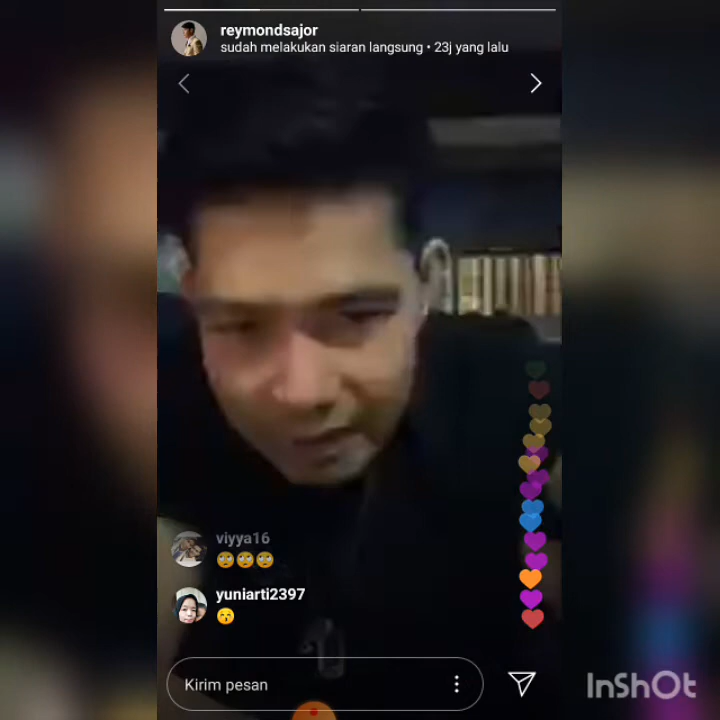 reymondsajor
sudah melakukan siaran langsung • 23j yang lalu
viyya16
🙄🙄🙄
yuniarti2397
😚
Kirim pesan
InShOt